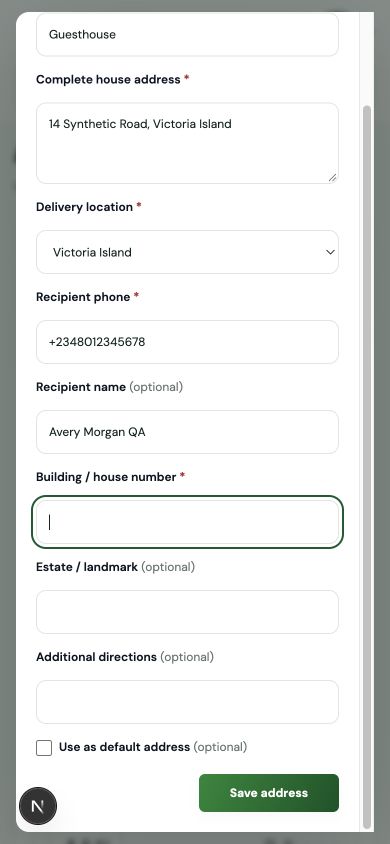 Guesthouse
Complete house address *
14 Synthetic Road, Victoria Island
Delivery location *
Victoria Island
Recipient phone *
+2348012345678
Recipient name (optional)
Avery Morgan QA
Building / house number *
Estate / landmark (optional)
Additional directions (optional)
Use as default address (optional)
Save address
N